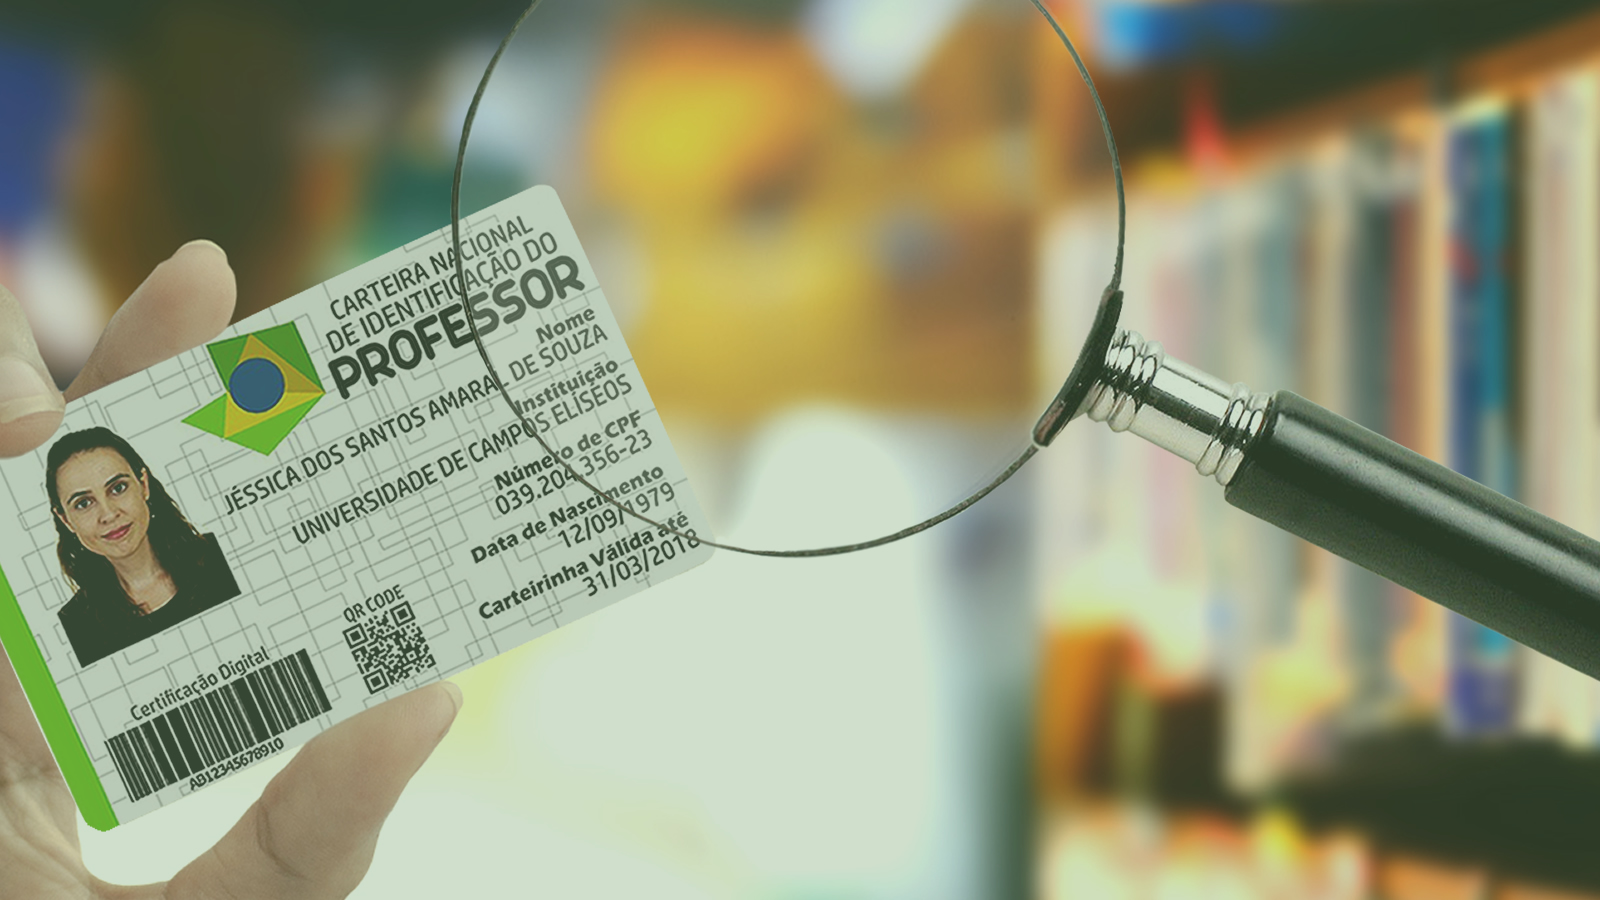 CARTEIRA NACIONAL
DE IDENTIFICAÇÃO DO
PROFESSOR
Nome
JÉSSICA DOS SANTOS AMARAL DE SOUZA
Instituição
UNIVERSIDADE DE CAMPOS ELÍSEOS
Número de CPF
039.204.356-23
Data de Nascimento
12/09/1979
Carteirinha Válida até
31/03/2018
QR CODE
Certificação Digital
AB12345678910